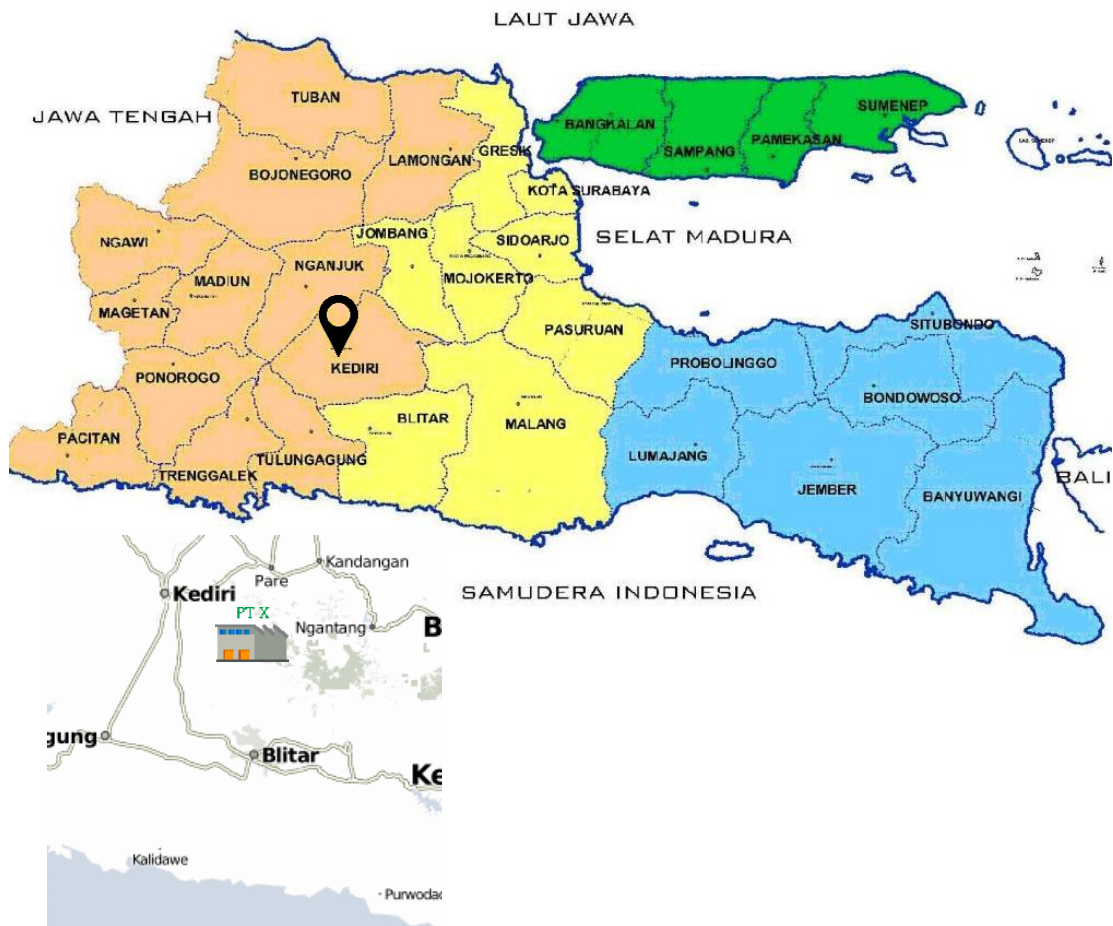 LAUT JAWA
TUBAN
JAWA TENGAH
SUMENEP
BANGKALAN
PAMEKASAN
LAMONGAN
GRESIK
SAMPANG
BOJONEGORO
KOTA SURABAYA
JOMBANG
NGAWI
SIDOARJO
SELAT MADURA
NGANJUK
MADIUN
MOJOKERTO
MAGETAN
PASURUAN
SITUBONDO
PROBOLINGGO
KEDIRI
PONOROGO
BONDOWOSO
BLITAR
MALANG
PACITAN
LUMAJANG
TULUNGAGUNG
TRENGGALEK
JEMBER
BALI
BANYUWANGI
SAMUDERA INDONESIA
Kandangan
Pare
Kediri
PT X
Ngantang
B
gung
Blitar
Ke
Kalidawe
Purwodad